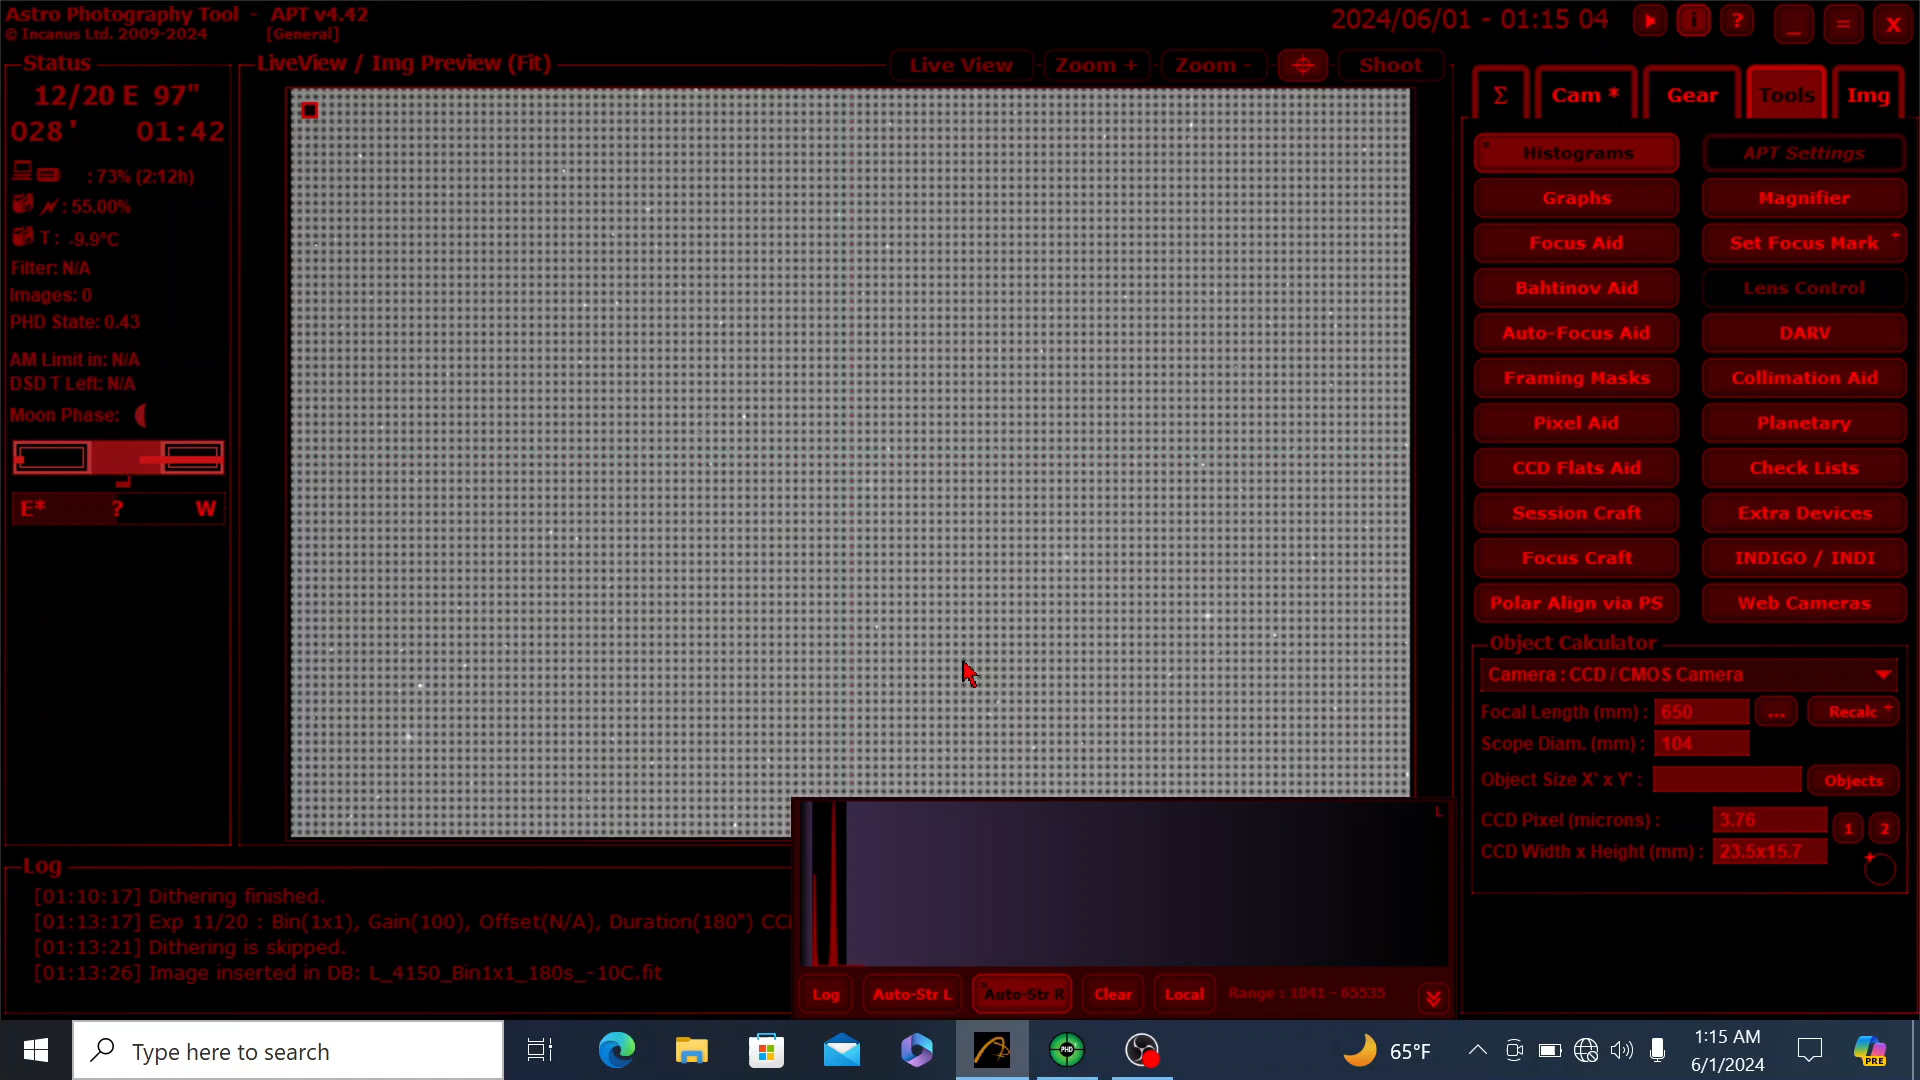 Astro Photography Tool - APT v4.42
© Incanus Ltd. 2009-2024 [General]
2024/06/01 - 01:15 04
i ? _ = X
Status
12/20 E 97"
028' 01:42
: 73% (2:12h)
: 55.00%
T : -9.9°C
Filter: N/A
Images: 0
PHD State: 0.43
AM Limit in: N/A
DSD T Left: N/A
Moon Phase:
E* ? W
LiveView / Img Preview (Fit)
Live View
Zoom +
Zoom -
Shoot
Σ
Cam *
Gear
Tools
Img
Histograms
APT Settings
Graphs
Magnifier
Focus Aid
Set Focus Mark
Bahtinov Aid
Lens Control
Auto-Focus Aid
DARV
Framing Masks
Collimation Aid
Pixel Aid
Planetary
CCD Flats Aid
Check Lists
Session Craft
Extra Devices
Focus Craft
INDIGO / INDI
Polar Align via PS
Web Cameras
Object Calculator
Camera : CCD / CMOS Camera
Focal Length (mm) : 650 ... Recalc
Scope Diam. (mm) : 104
Object Size X' x Y' : Objects
CCD Pixel (microns) : 3.76 1 2
CCD Width x Height (mm) : 23.5x15.7
Log
[01:10:17] Dithering finished.
[01:13:17] Exp 11/20 : Bin(1x1), Gain(100), Offset(N/A), Duration(180") CC
[01:13:21] Dithering is skipped.
[01:13:26] Image inserted in DB: L_4150_Bin1x1_180s_-10C.fit
L
Log
Auto-Str L
Auto-Str R
Clear
Local
Range : 1041 - 65535
Type here to search
PHD
65°F
1:15 AM
6/1/2024
PRE